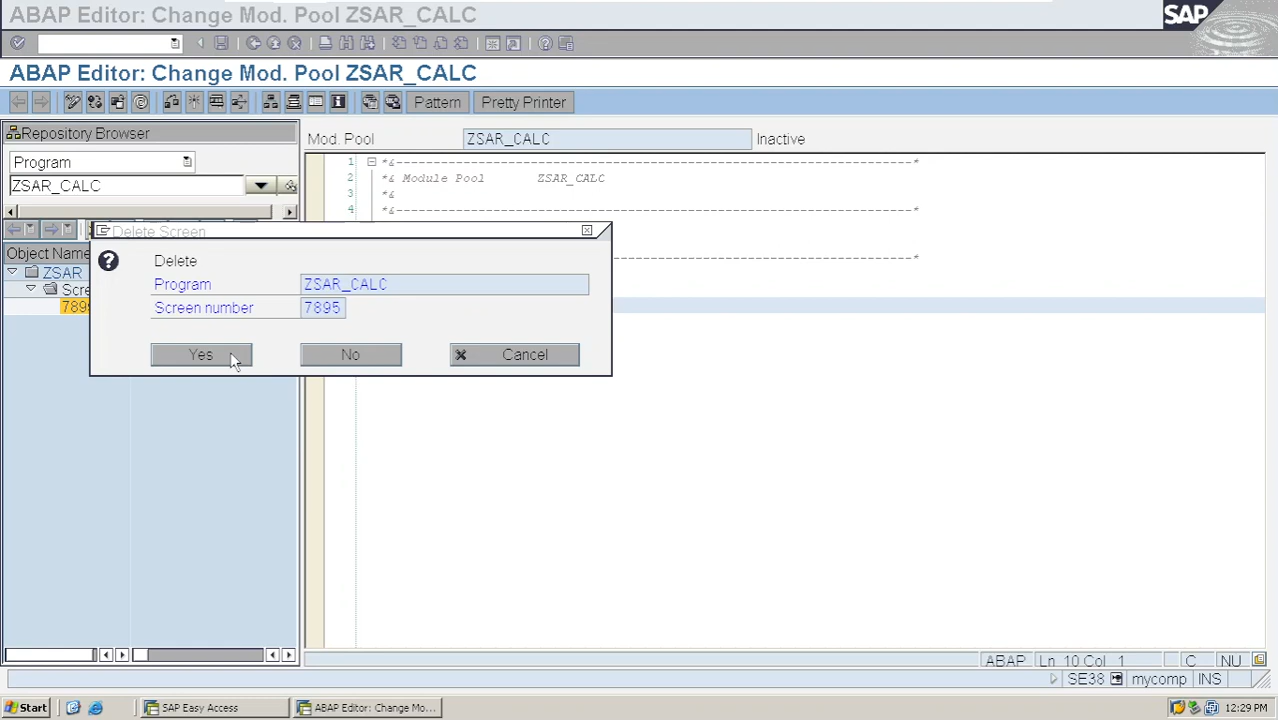 ABAP Editor: Change Mod. Pool ZSAR_CALC
SAP
ABAP Editor: Change Mod. Pool ZSAR_CALC
Pattern
Pretty Printer
Repository Browser
Program
ZSAR_CALC
Mod. Pool
ZSAR_CALC
Inactive
1 *&---------------------------------------------------------------------*
2 *& Module Pool ZSAR_CALC
3 *&
4 *&---------------------------------------------------------------------*
---------------------------------------*
Object Name
ZSAR
Scre
789
Delete Screen
Delete
Program ZSAR_CALC
Screen number 7895
Yes
No
Cancel
ABAP Ln 10 Col 1 C NU
SE38 mycomp INS
Start
SAP Easy Access
ABAP Editor: Change Mo...
12:29 PM